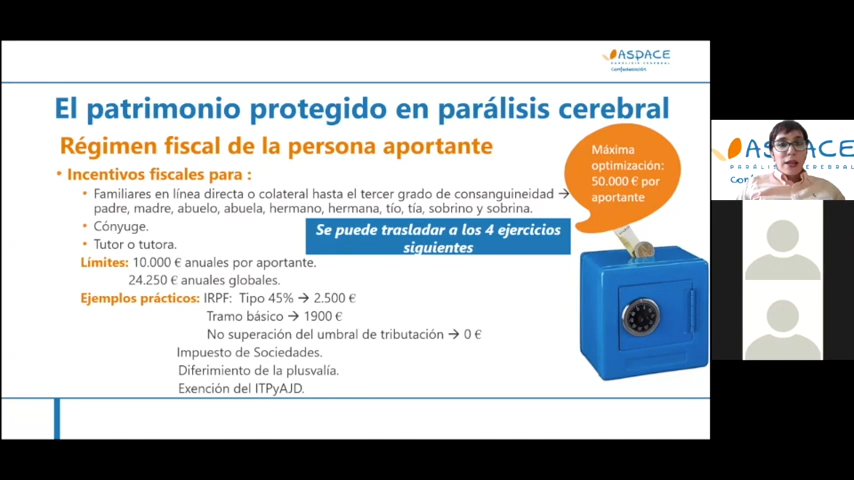 ASPACE
PARÁLISIS CEREBRAL
Confederación
El patrimonio protegido en parálisis cerebral
Régimen fiscal de la persona aportante
• Incentivos fiscales para :
• Familiares en línea directa o colateral hasta el tercer grado de consanguineidad →
padre, madre, abuelo, abuela, hermano, hermana, tío, tía, sobrino y sobrina.
• Cónyuge.
• Tutor o tutora.
Máxima
optimización:
50.000 € por
aportante
Se puede trasladar a los 4 ejercicios
siguientes
Límites: 10.000 € anuales por aportante.
24.250 € anuales globales.
Ejemplos prácticos: IRPF: Tipo 45% → 2.500 €
Tramo básico → 1900 €
No superación del umbral de tributación → 0 €
Impuesto de Sociedades.
Diferimiento de la plusvalía.
Exención del ITPyAJD.